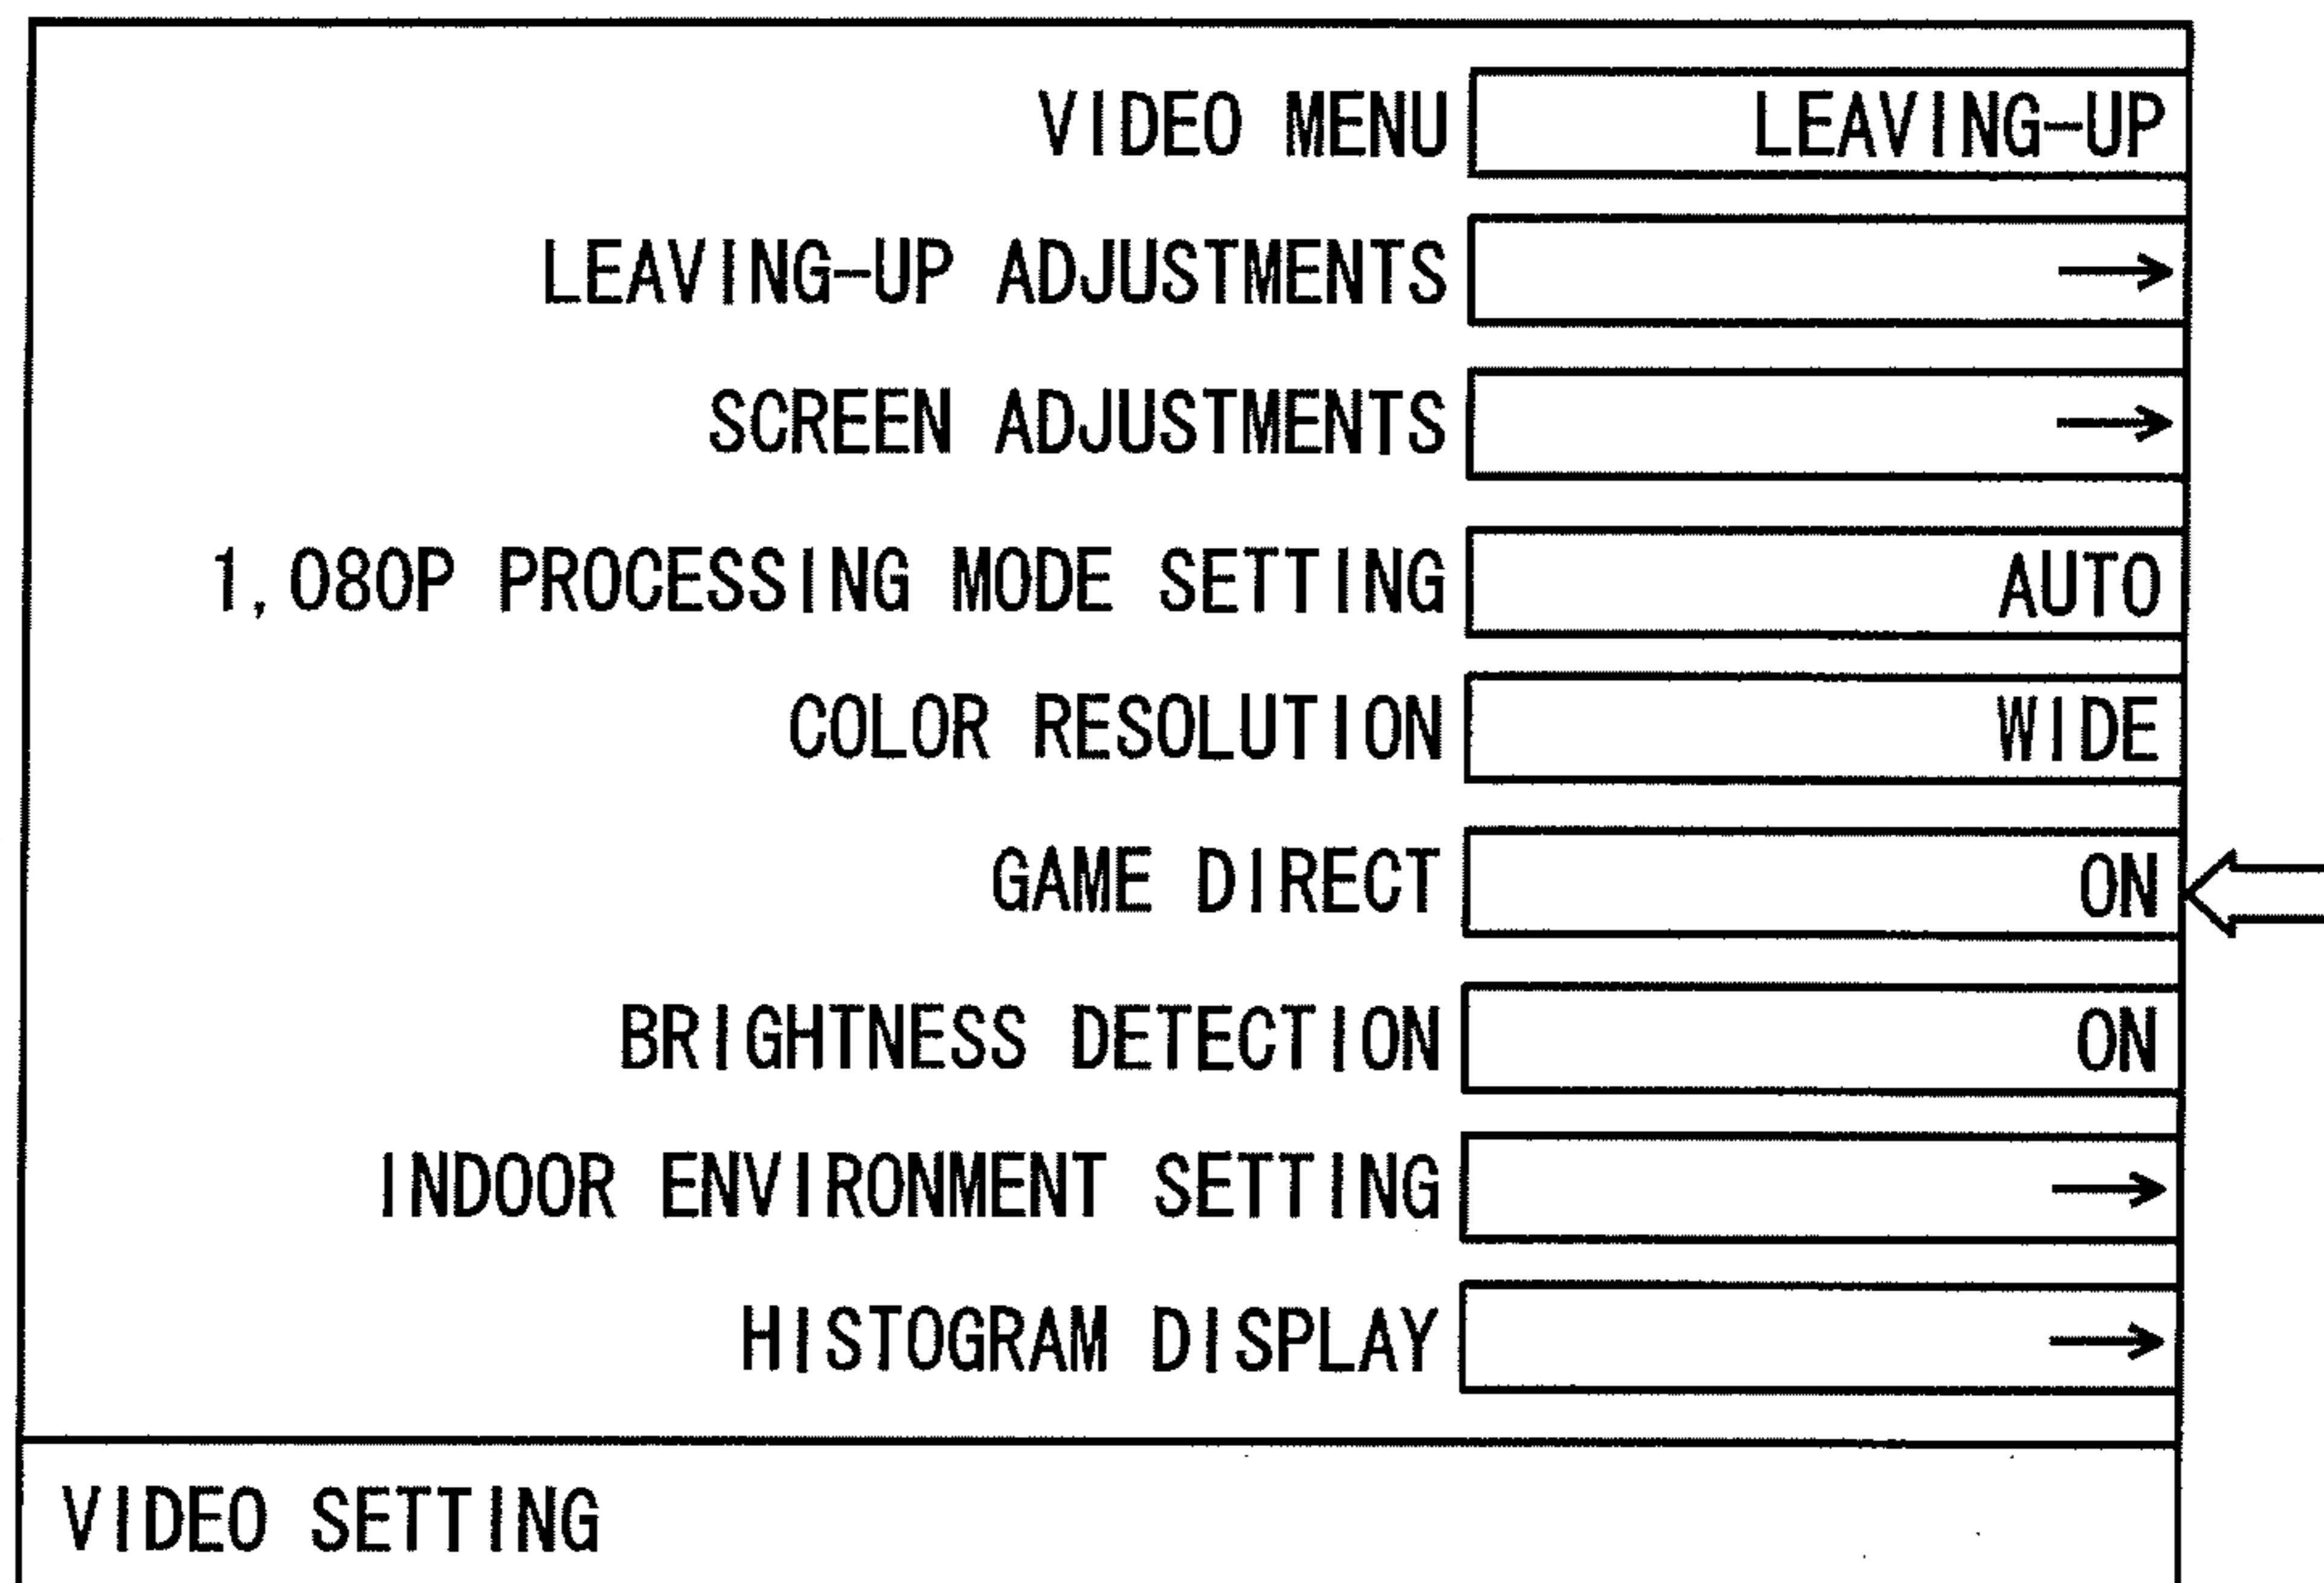 VIDEO MENU LEAVING-UP
LEAVING-UP ADJUSTMENTS →
SCREEN ADJUSTMENTS →
1,080P PROCESSING MODE SETTING AUTO
COLOR RESOLUTION WIDE
GAME DIRECT ON
BRIGHTNESS DETECTION ON
INDOOR ENVIRONMENT SETTING →
HISTOGRAM DISPLAY →
VIDEO SETTING